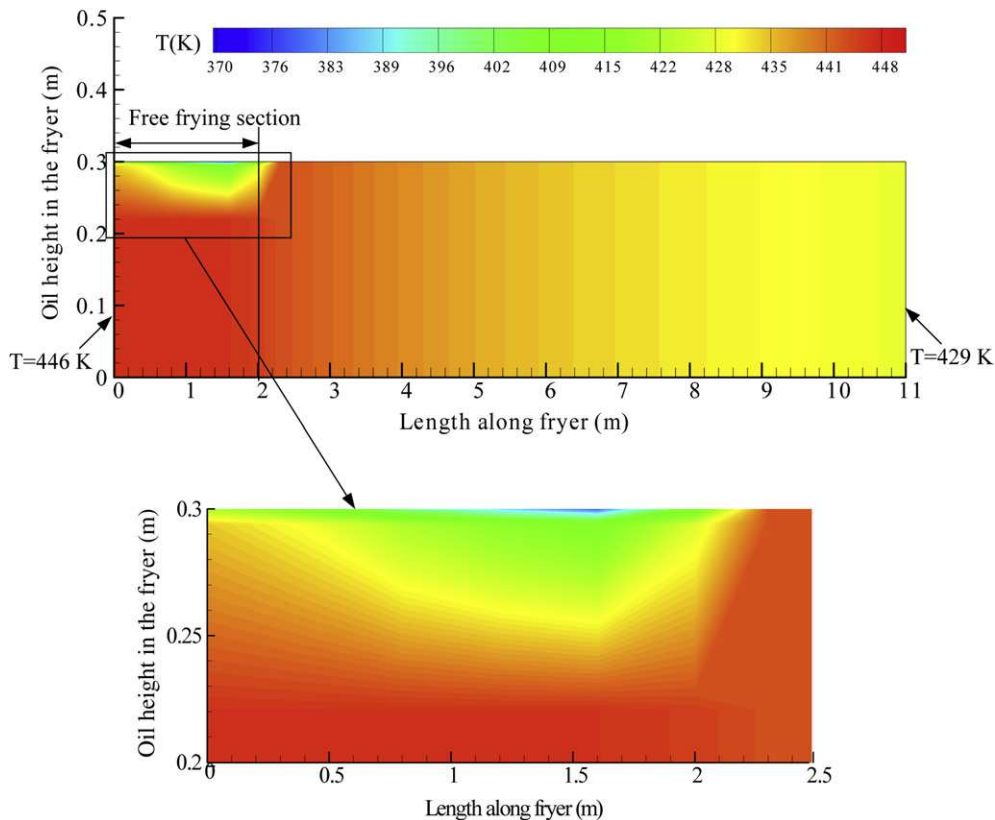 0.5
T(K)
370 376 383 389 396 402 409 415 422 428 435 441 448
0.4
Free frying section
0.3
0.2
0.1
0
Oil height in the fryer (m)
T=446 K
T=429 K
0 1 2 3 4 5 6 7 8 9 10 11
Length along fryer (m)
0.3
0.25
0.2
Oil height in the fryer (m)
0 0.5 1 1.5 2 2.5
Length along fryer (m)